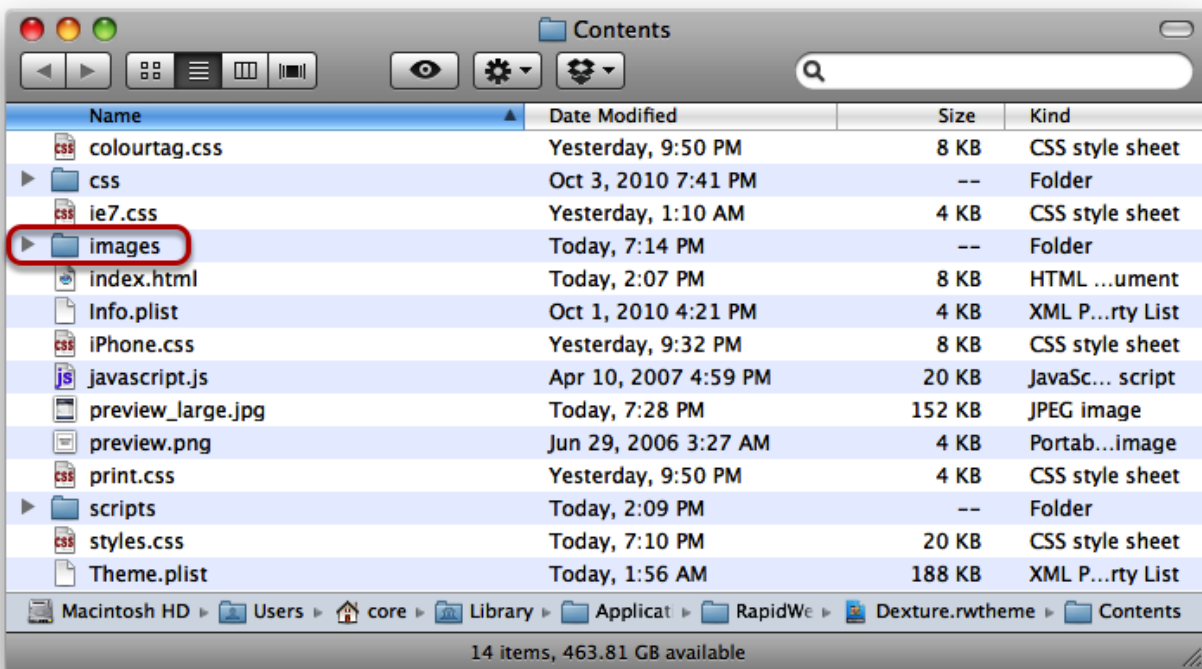 Contents
Name Date Modified Size Kind
colourtag.css Yesterday, 9:50 PM 8 KB CSS style sheet
css Oct 3, 2010 7:41 PM -- Folder
ie7.css Yesterday, 1:10 AM 4 KB CSS style sheet
images Today, 7:14 PM -- Folder
index.html Today, 2:07 PM 8 KB HTML ...ument
Info.plist Oct 1, 2010 4:21 PM 4 KB XML P...rty List
iPhone.css Yesterday, 9:32 PM 8 KB CSS style sheet
javascript.js Apr 10, 2007 4:59 PM 20 KB JavaSc... script
preview_large.jpg Today, 7:28 PM 152 KB JPEG image
preview.png Jun 29, 2006 3:27 AM 4 KB Portab...image
print.css Yesterday, 9:50 PM 4 KB CSS style sheet
scripts Today, 2:09 PM -- Folder
styles.css Today, 7:10 PM 20 KB CSS style sheet
Theme.plist Today, 1:56 AM 188 KB XML P...rty List
Macintosh HD Users core Library Applicati RapidWe Dexture.rwtheme Contents
14 items, 463.81 GB available